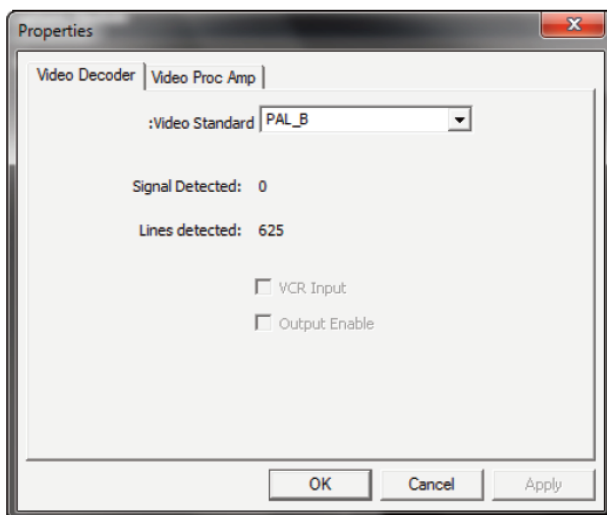 Properties
Video Decoder Video Proc Amp
:Video Standard PAL_B
Signal Detected: 0
Lines detected: 625
VCR Input
Output Enable
OK Cancel Apply